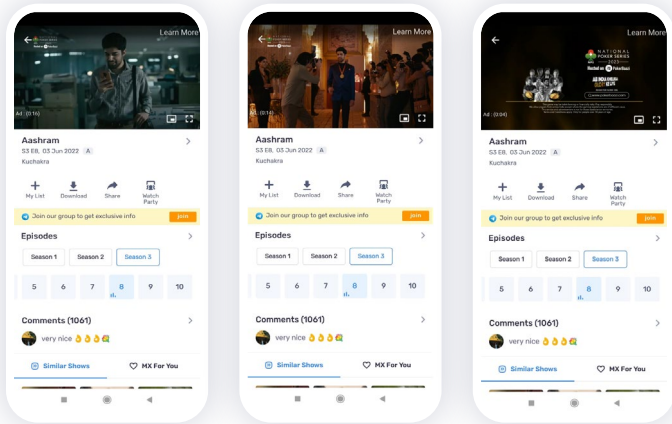 Learn More
Ad : (0:16)
Aashram
S3 E8, 03 Jun 2022 A
Kuchakra
My List
Download
Share
Watch Party
Join our group to get exclusive info
join
Episodes
Season 1
Season 2
Season 3
5 6 7 8 9 10
Comments (1061)
very nice 👌👌👌💐
Similar Shows
MX For You
Learn More
Ad : (0:14)
Aashram
S3 E8, 03 Jun 2022 A
Kuchakra
My List
Download
Share
Watch Party
Join our group to get exclusive info
join
Episodes
Season 1
Season 2
Season 3
5 6 7 8 9 10
Comments (1061)
very nice 👌👌👌💐
Similar Shows
MX For You
Learn More
NATIONAL
POKER SERIES
2023
Hosted on PokerBaazi
Ad : (0:04)
Aashram
S3 E8, 03 Jun 2022 A
Kuchakra
My List
Download
Share
Watch Party
Join our group to get exclusive info
join
Episodes
Season 1
Season 2
Season 3
5 6 7 8 9 10
Comments (1061)
very nice 👌👌👌💐
Similar Shows
MX For You